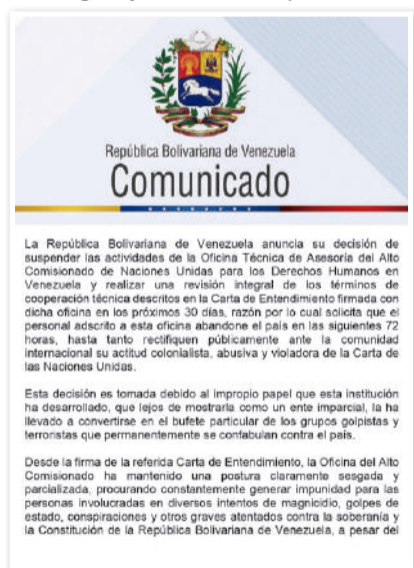 República Bolivariana de Venezuela
Comunicado
La República Bolivariana de Venezuela anuncia su decisión de
suspender las actividades de la Oficina Técnica de Asesoría del Alto
Comisionado de Naciones Unidas para los Derechos Humanos en
Venezuela y realizar una revisión integral de los términos de
cooperación técnica descritos en la Carta de Entendimiento firmada con
dicha oficina en los próximos 30 días, razón por lo cual solicita que el
personal adscrito a esta oficina abandone el país en las siguientes 72
horas, hasta tanto rectifiquen públicamente ante la comunidad
internacional su actitud colonialista, abusiva y violadora de la Carta de
las Naciones Unidas.
Esta decisión es tomada debido al impropio papel que esta institución
ha desarrollado, que lejos de mostrarla como un ente imparcial, la ha
llevado a convertirse en el bufete particular de los grupos golpistas y
terroristas que permanentemente se confabulan contra el país.
Desde la firma de la referida Carta de Entendimiento, la Oficina del Alto
Comisionado ha mantenido una postura claramente sesgada y
parcializada, procurando constantemente generar impunidad para las
personas involucradas en diversos intentos de magnicidio, golpes de
estado, conspiraciones y otros graves atentados contra la soberanía y
la Constitución de la República Bolivariana de Venezuela, a pesar del